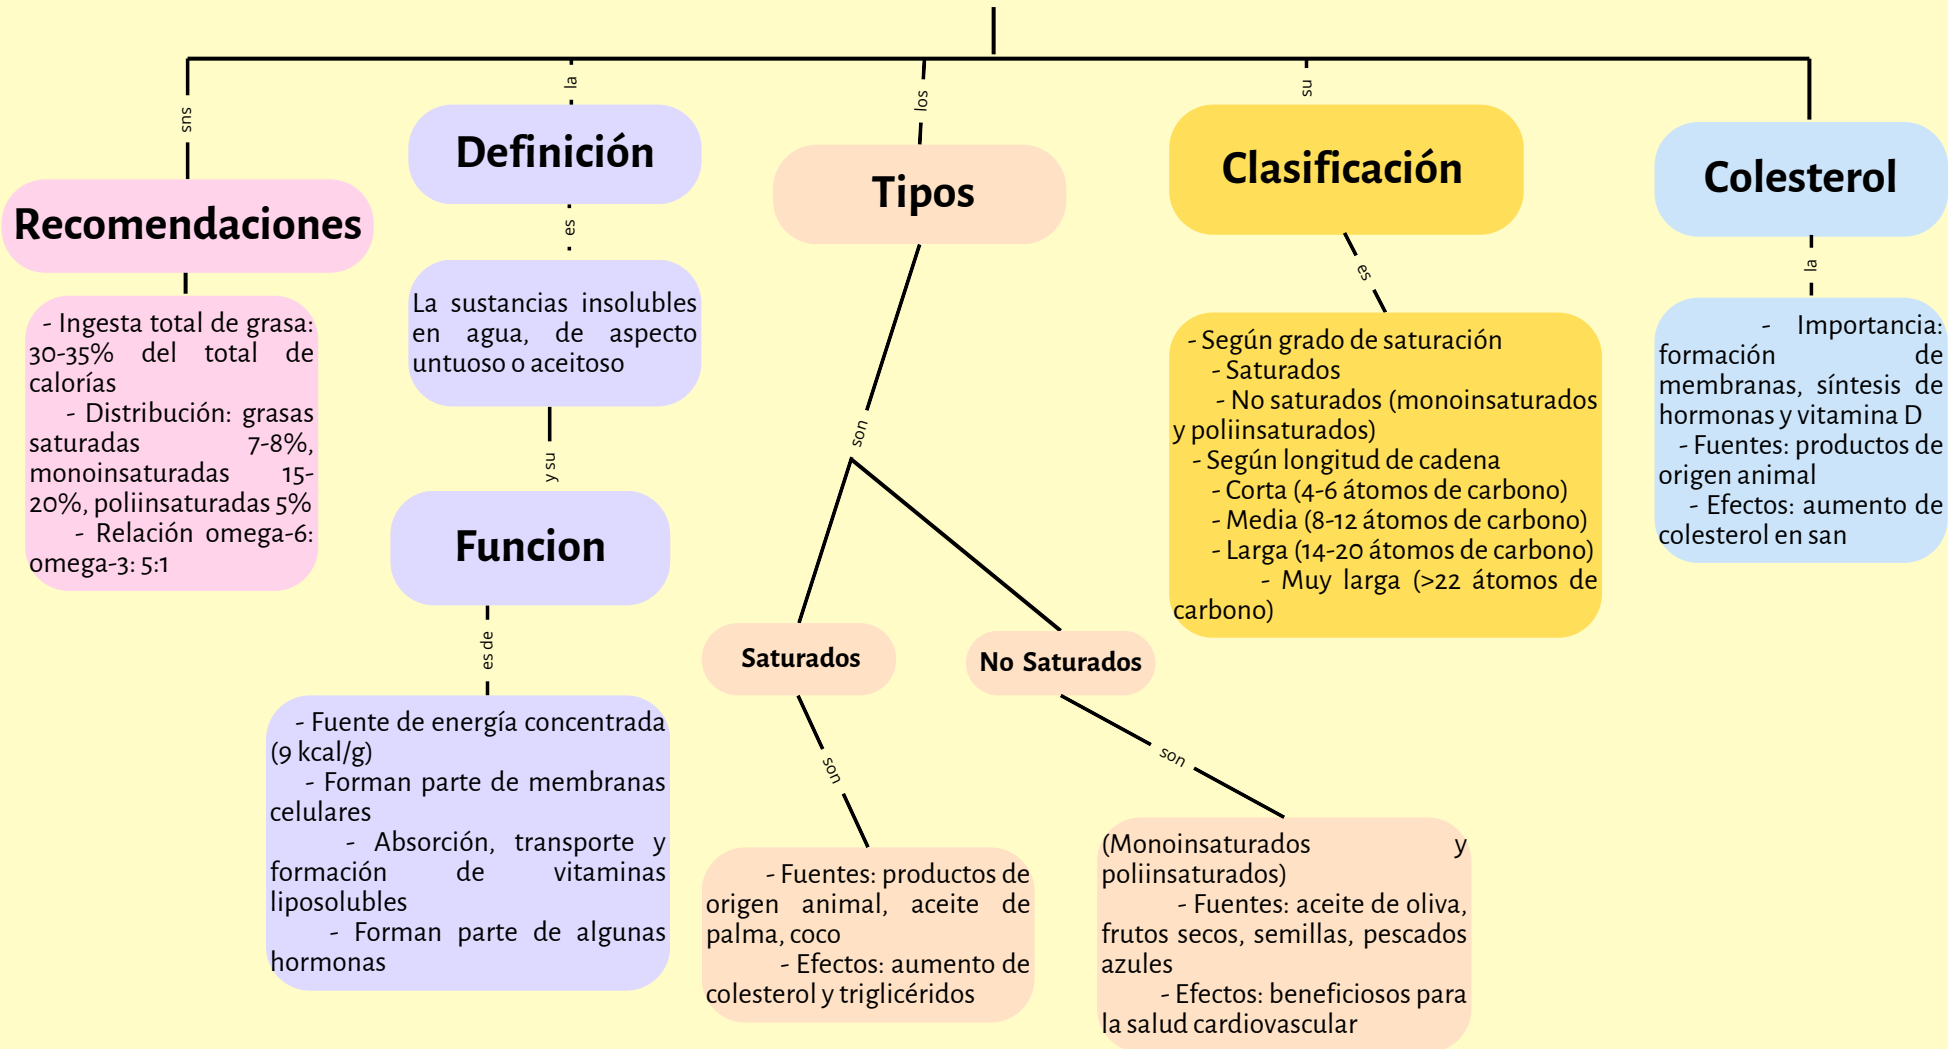 sus
Recomendaciones
- Ingesta total de grasa:
30-35% del total de
calorías
- Distribución: grasas
saturadas 7-8%,
monoinsaturadas 15-
20%, poliinsaturadas 5%
- Relación omega-6:
omega-3: 5:1
la
Definición
es
La sustancias insolubles
en agua, de aspecto
untuoso o aceitoso
y su
Funcion
es de
- Fuente de energía concentrada
(9 kcal/g)
- Forman parte de membranas
celulares
- Absorción, transporte y
formación de vitaminas
liposolubles
- Forman parte de algunas
hormonas
los
Tipos
son
Saturados
son
- Fuentes: productos de
origen animal, aceite de
palma, coco
- Efectos: aumento de
colesterol y triglicéridos
No Saturados
son
(Monoinsaturados y
poliinsaturados)
- Fuentes: aceite de oliva,
frutos secos, semillas, pescados
azules
- Efectos: beneficiosos para
la salud cardiovascular
su
Clasificación
es
- Según grado de saturación
- Saturados
- No saturados (monoinsaturados
y poliinsaturados)
- Según longitud de cadena
- Corta (4-6 átomos de carbono)
- Media (8-12 átomos de carbono)
- Larga (14-20 átomos de carbono)
- Muy larga (>22 átomos de
carbono)
Colesterol
la
- Importancia:
formación de
membranas, síntesis de
hormonas y vitamina D
- Fuentes: productos de
origen animal
- Efectos: aumento de
colesterol en san